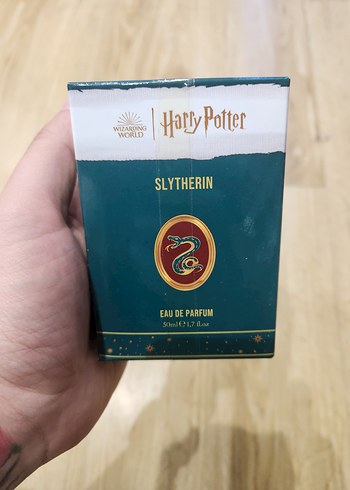 WIZARDING
WORLD
Harry Potter
SLYTHERIN
EAU DE PARFUM
50ml ℮ 1.7 fl.oz